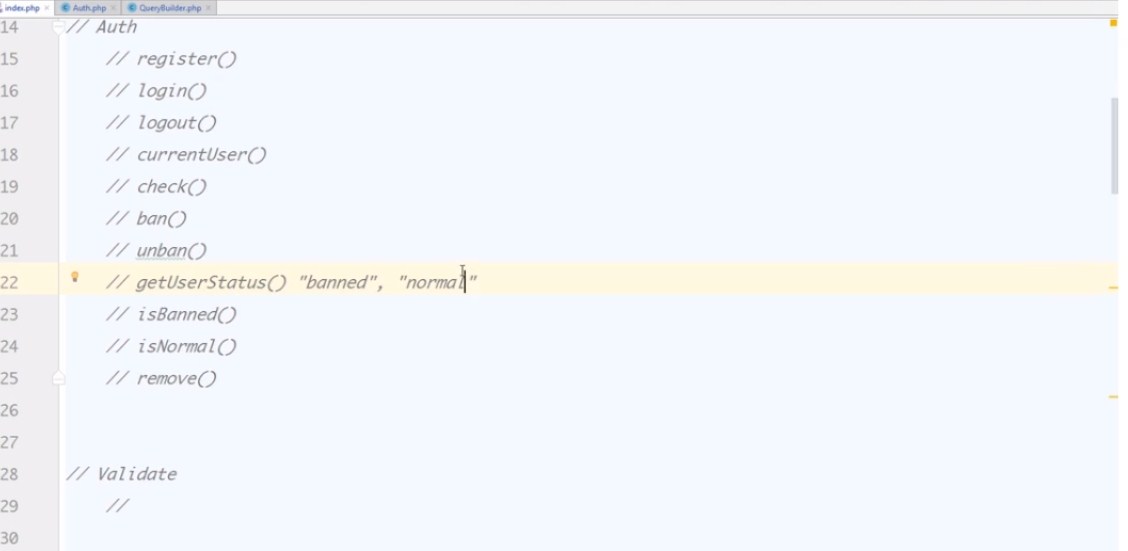 index.php × Auth.php × QueryBuilder.php ×
14 // Auth
15 // register()
16 // login()
17 // logout()
18 // currentUser()
19 // check()
20 // ban()
21 // unban()
22 // getUserStatus() "banned", "normal"
23 // isBanned()
24 // isNormal()
25 // remove()
26
27
28 // Validate
29 //
30